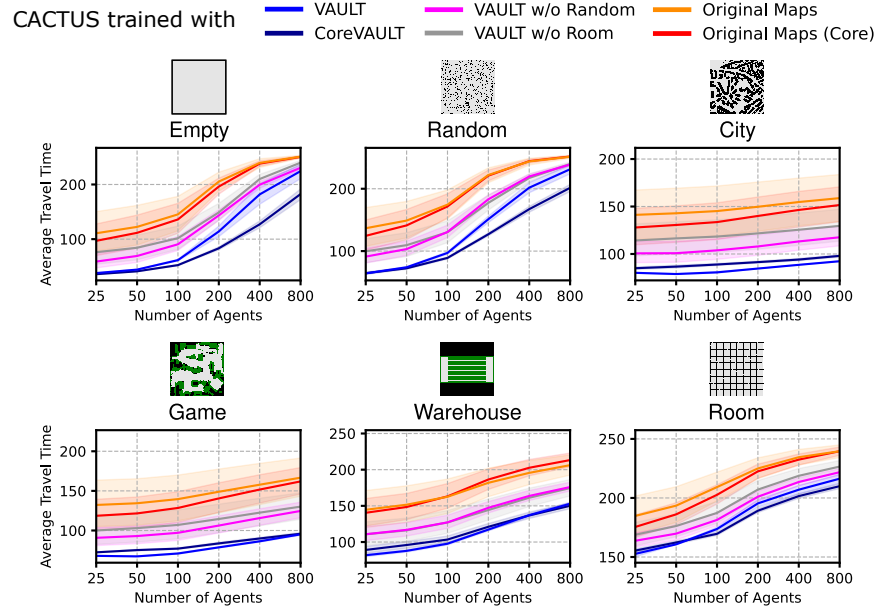 CACTUS trained with
VAULT
CoreVAULT
VAULT w/o Random
VAULT w/o Room
Original Maps
Original Maps (Core)
Empty
Random
City
Average Travel Time
200
100
25 50 100 200 400 800
Number of Agents
200
100
25 50 100 200 400 800
Number of Agents
200
150
100
25 50 100 200 400 800
Number of Agents
Game
Warehouse
Room
Average Travel Time
200
150
100
25 50 100 200 400 800
Number of Agents
250
200
150
100
25 50 100 200 400 800
Number of Agents
250
200
150
25 50 100 200 400 800
Number of Agents